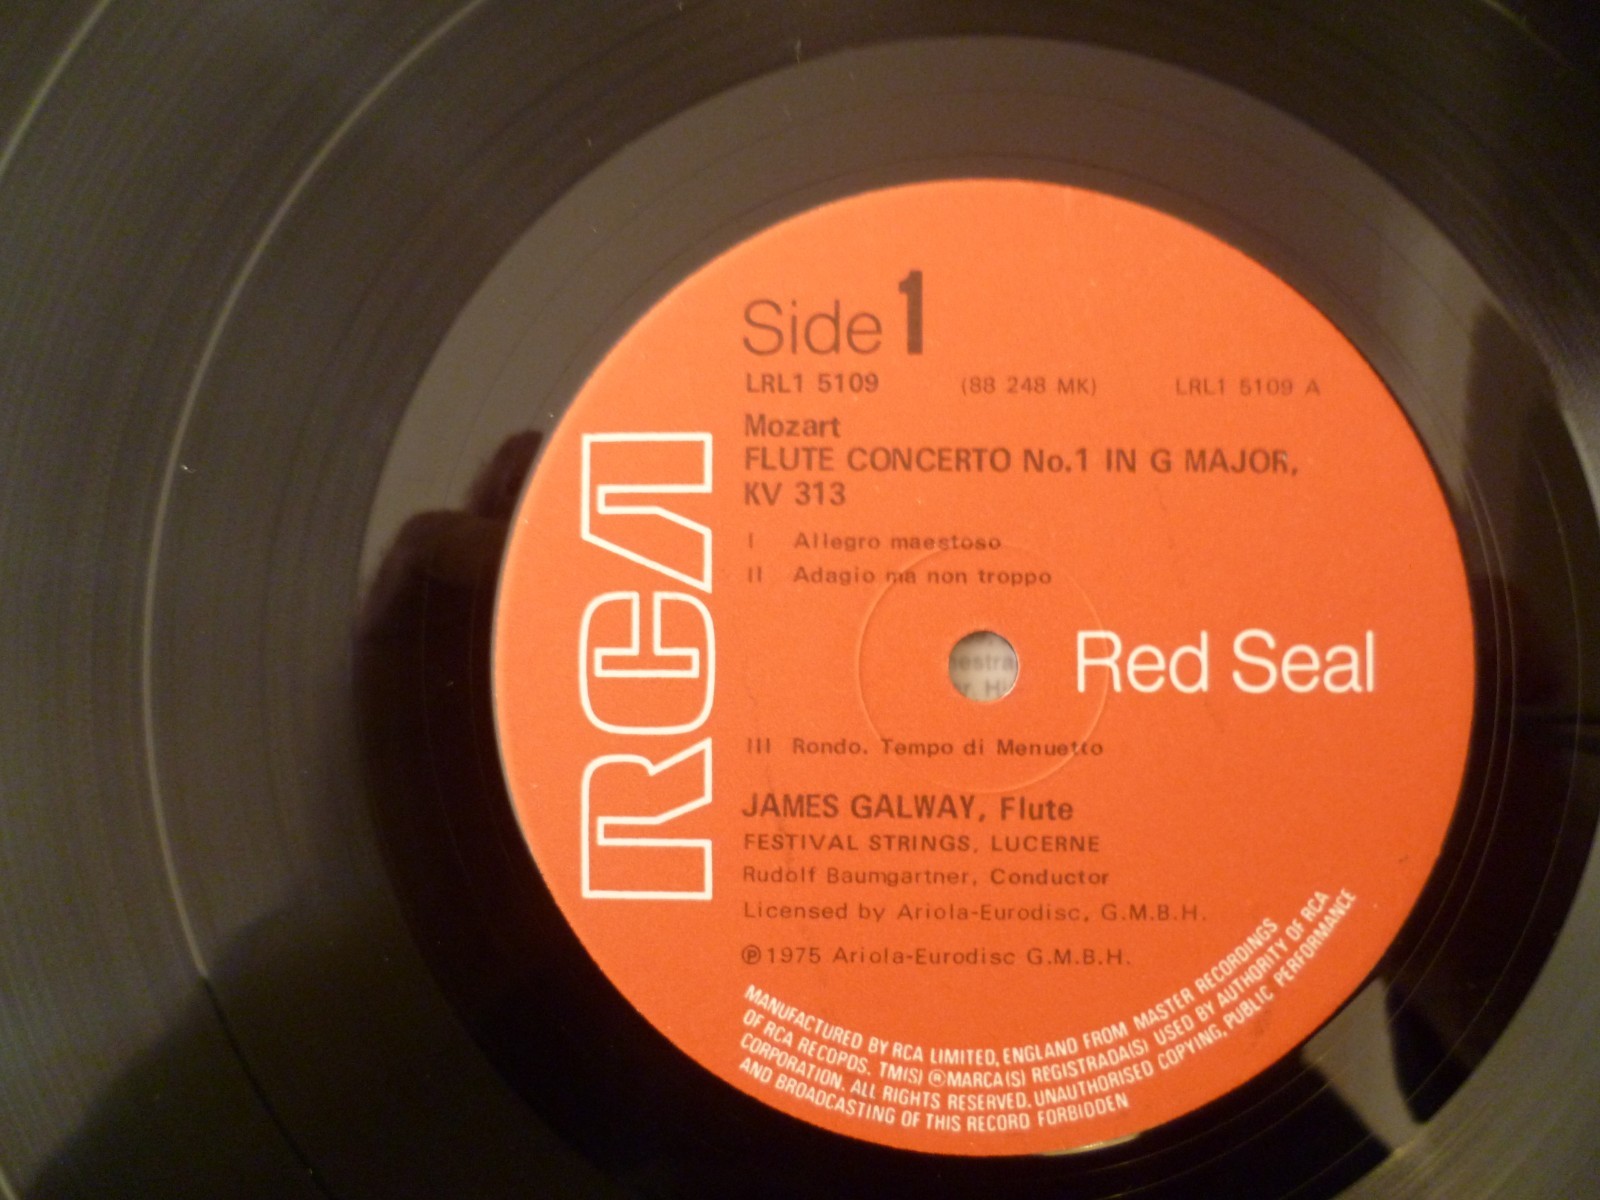 Side 1
LRL1 5109 (88 248 MK) LRL1 5109 A
Mozart
FLUTE CONCERTO No.1 IN G MAJOR,
KV 313
I Allegro maestoso
II Adagio ma non troppo
RCA
Red Seal
III Rondo. Tempo di Menuetto
JAMES GALWAY, Flute
FESTIVAL STRINGS, LUCERNE
Rudolf Baumgartner, Conductor
Licensed by Ariola-Eurodisc, G.M.B.H.
℗1975 Ariola-Eurodisc G.M.B.H.
MANUFACTURED BY RCA LIMITED, ENGLAND FROM MASTER RECORDINGS
OF RCA RECORDS. TM(S) ®MARCA(S) REGISTRADA(S) USED BY AUTHORITY OF RCA
CORPORATION. ALL RIGHTS RESERVED. UNAUTHORISED COPYING, PUBLIC PERFORMANCE
AND BROADCASTING OF THIS RECORD FORBIDDEN